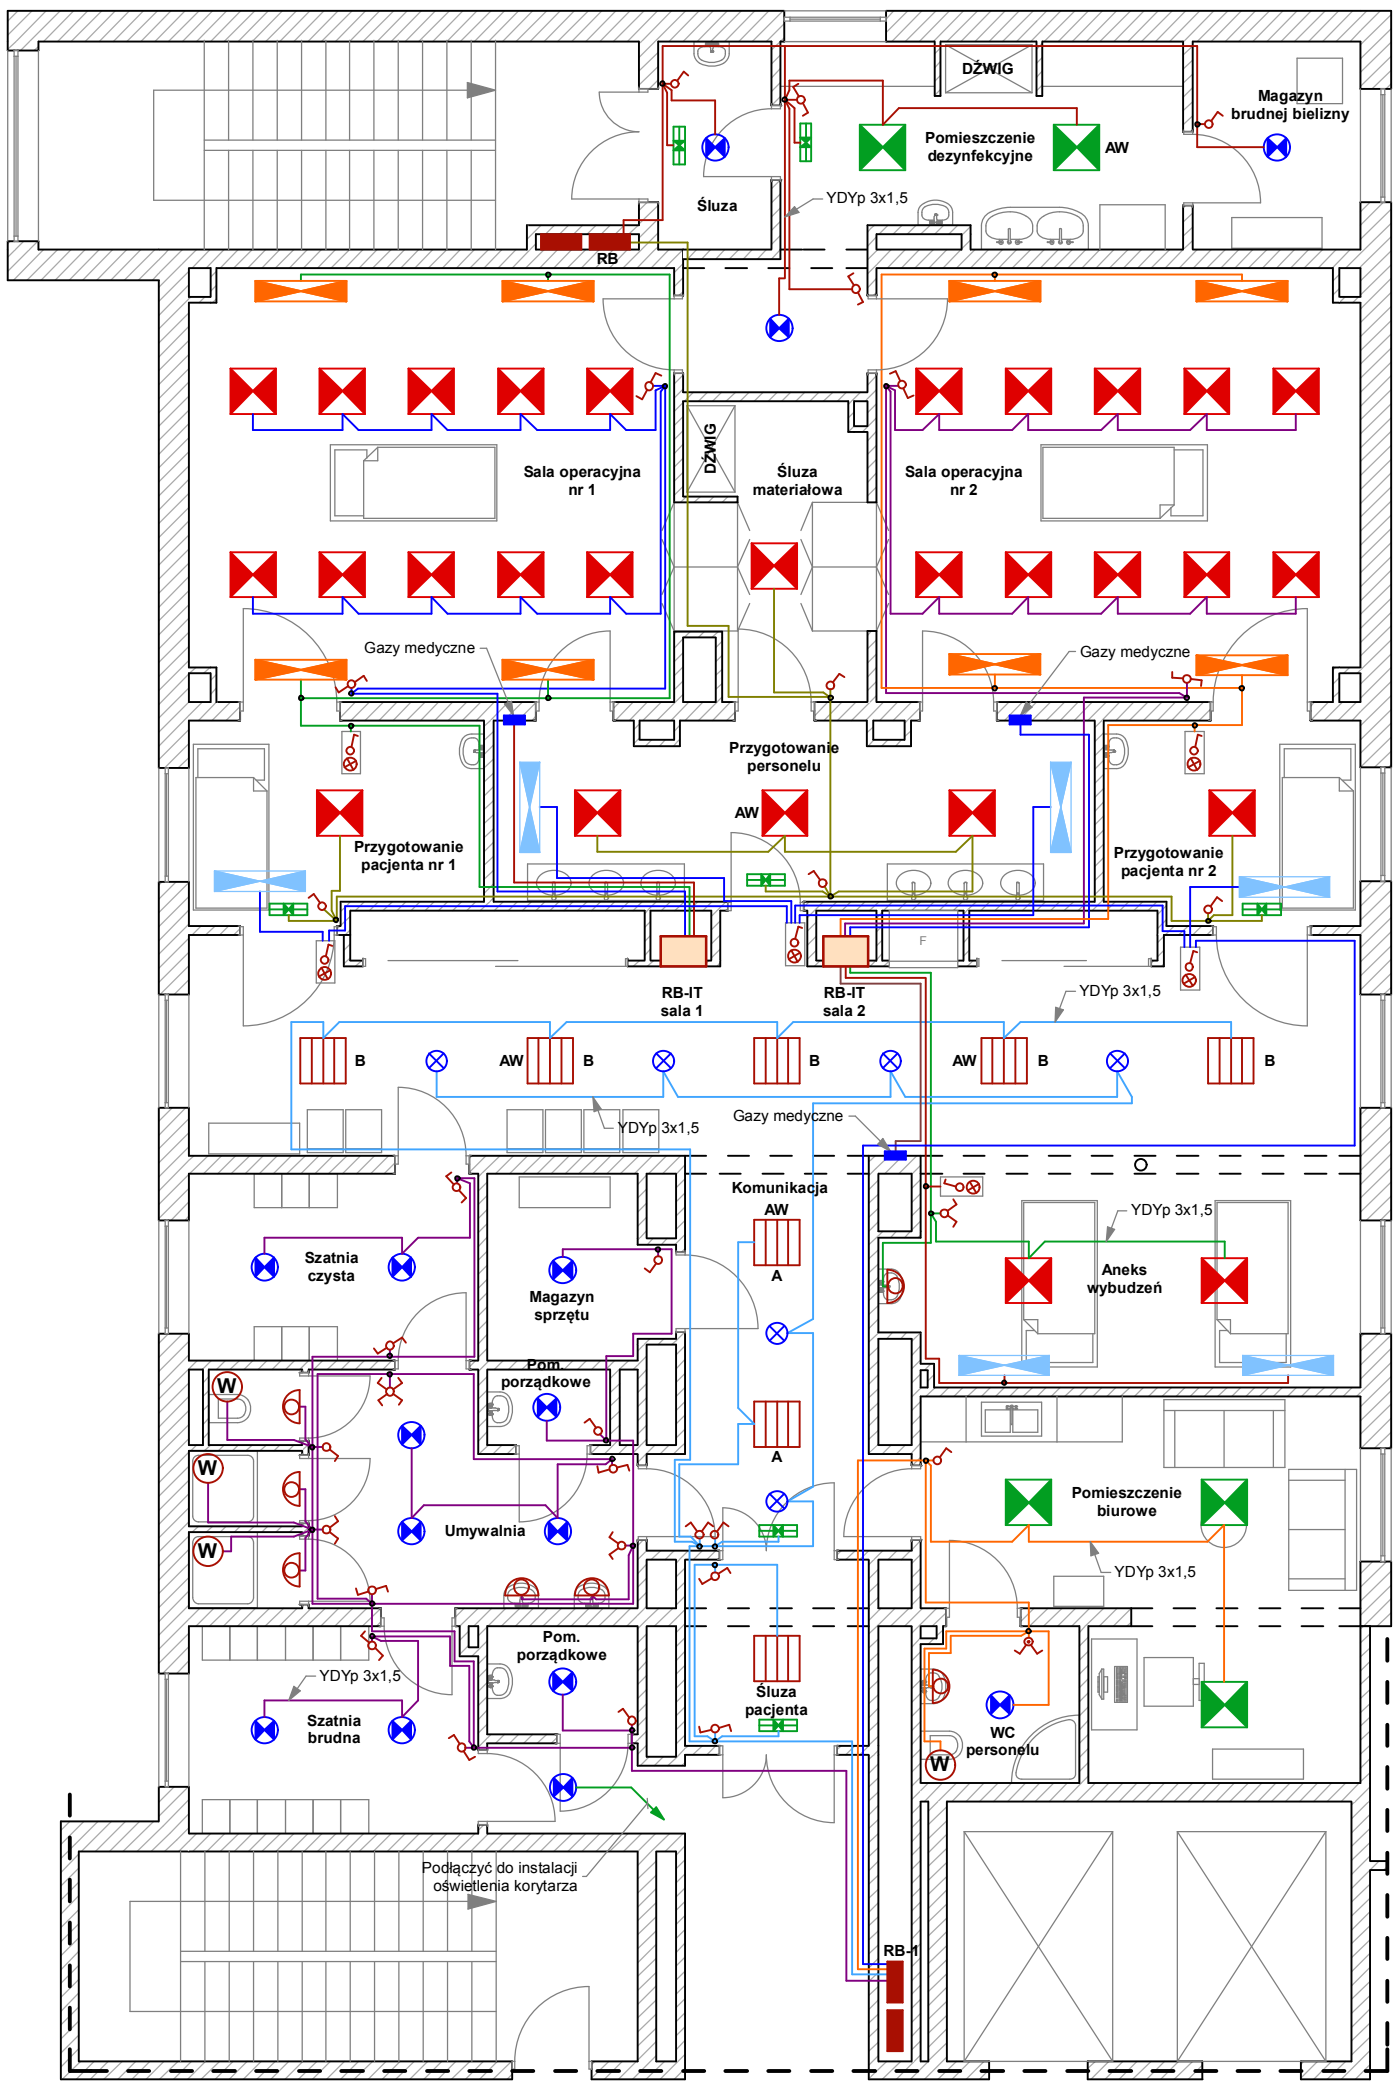 DŹWIG
Magazyn
brudnej bielizny
Pomieszczenie
dezynfekcyjne
AW
YDYp 3x1,5
Śluza
RB
DŹWIG
Sala operacyjna
nr 1
Śluza
materiałowa
Sala operacyjna
nr 2
Gazy medyczne
Gazy medyczne
Przygotowanie
personelu
AW
Przygotowanie
pacjenta nr 1
Przygotowanie
pacjenta nr 2
F
RB-IT
sala 1
RB-IT
sala 2
YDYp 3x1,5
B
AW
B
B
AW
B
B
YDYp 3x1,5
Gazy medyczne
Komunikacja
AW
A
YDYp 3x1,5
Szatnia
czysta
Magazyn
sprzętu
Aneks
wybudzeń
Pom.
porządkowe
W
A
W
Pomieszczenie
biurowe
Umywalnia
W
YDYp 3x1,5
Pom.
porządkowe
YDYp 3x1,5
Szatnia
brudna
Śluza
pacjenta
WC
personelu
W
Podłączyć do instalacji
oświetlenia korytarza
RB-1